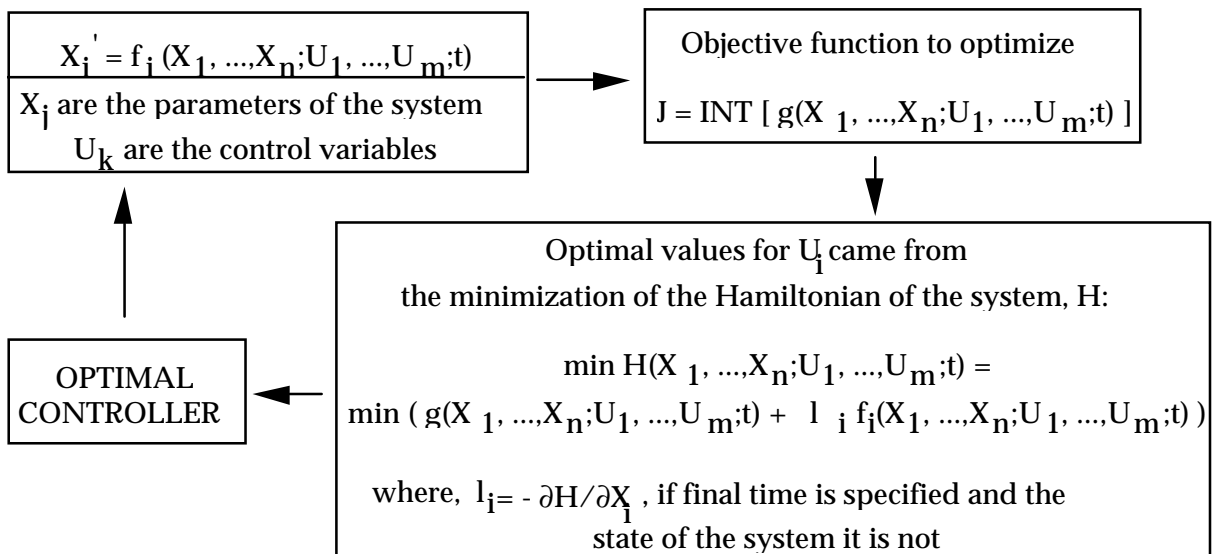 X_i' = f_i (X_1, ...,X_n;U_1, ...,U_m;t)
X_i are the parameters of the system
U_k are the control variables
Objective function to optimize
J = INT [ g(X_1, ...,X_n;U_1, ...,U_m;t) ]
Optimal values for U_i came from
the minimization of the Hamiltonian of the system, H:
min H(X_1, ...,X_n;U_1, ...,U_m;t) =
min ( g(X_1, ...,X_n;U_1, ...,U_m;t) + l_i f_i(X_1, ...,X_n;U_1, ...,U_m;t) )
where, l_i= - ∂H/∂X_i , if final time is specified and the
state of the system it is not
OPTIMAL
CONTROLLER